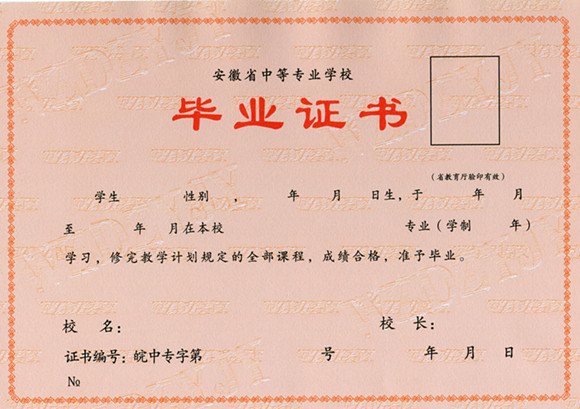 安徽省中等专业学校
毕业证书
(省教育厅验印有效)
学生 性别 , 年 月 日生,于 年 月
至 年 月在本校 专业(学制 年)
学习,修完教学计划规定的全部课程,成绩合格,准予毕业。
校 名: 校 长:
证书编号:皖中专字第 号 年 月 日
№